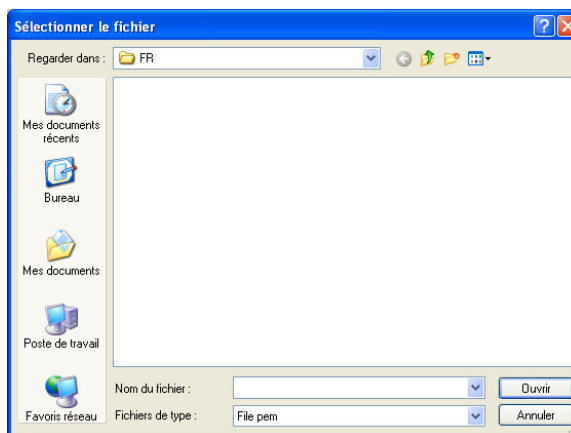 Sélectionner le fichier
Regarder dans :
FR
Mes documents
récents
Bureau
Mes documents
Poste de travail
Favoris réseau
Nom du fichier :
Ouvrir
Fichiers de type :
File pem
Annuler